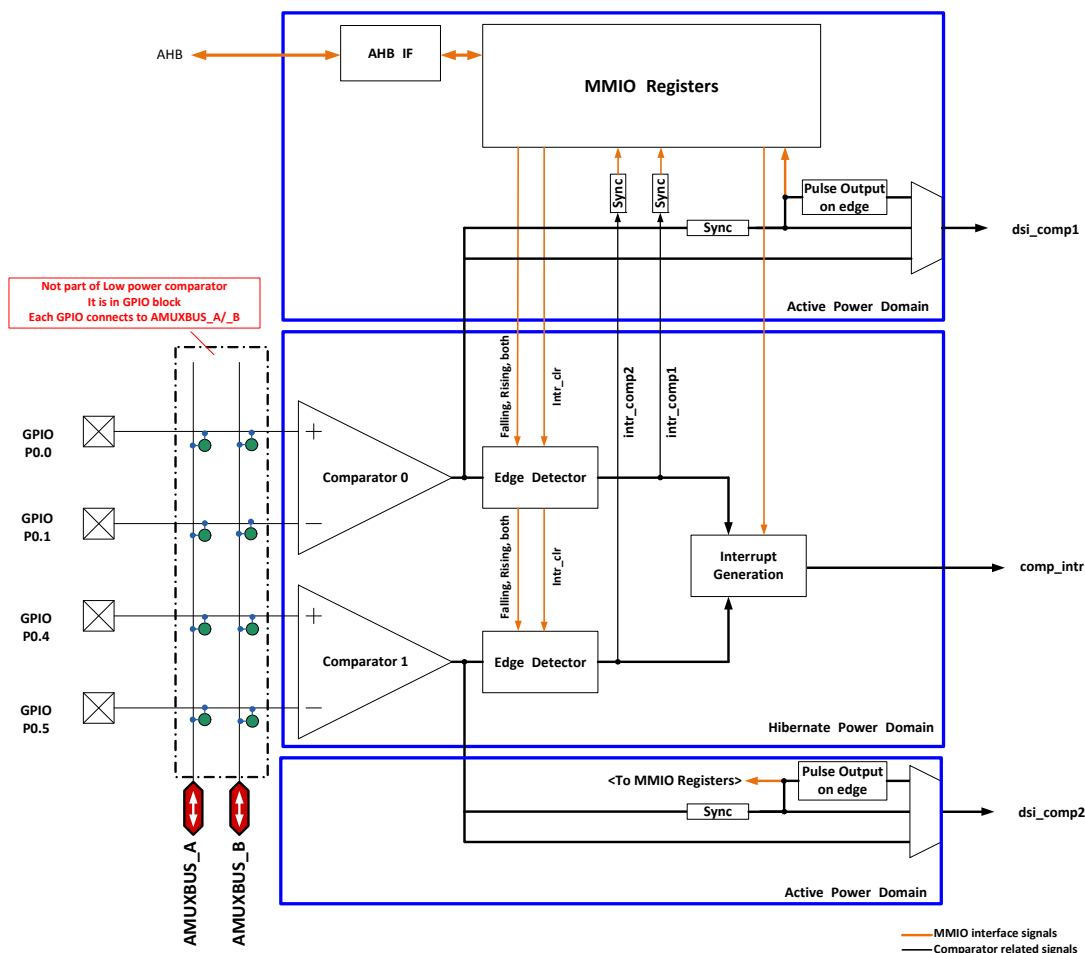 AHB
AHB IF
MMIO Registers
Sync
Sync
Pulse Output
on edge
Sync
dsi_comp1
Active Power Domain
Not part of Low power comparator
It is in GPIO block
Each GPIO connects to AMUXBUS_A/_B
Falling, Rising, both
Intr_clr
intr_comp2
intr_comp1
GPIO
P0.0
+
Comparator 0
Edge Detector
GPIO
P0.1
−
Falling, Rising, both
Intr_clr
Interrupt
Generation
comp_intr
GPIO
P0.4
+
Comparator 1
Edge Detector
GPIO
P0.5
−
Hibernate Power Domain
<To MMIO Registers>
Pulse Output
on edge
Sync
dsi_comp2
AMUXBUS_A
AMUXBUS_B
Active Power Domain
MMIO interface signals
Comparator related signals